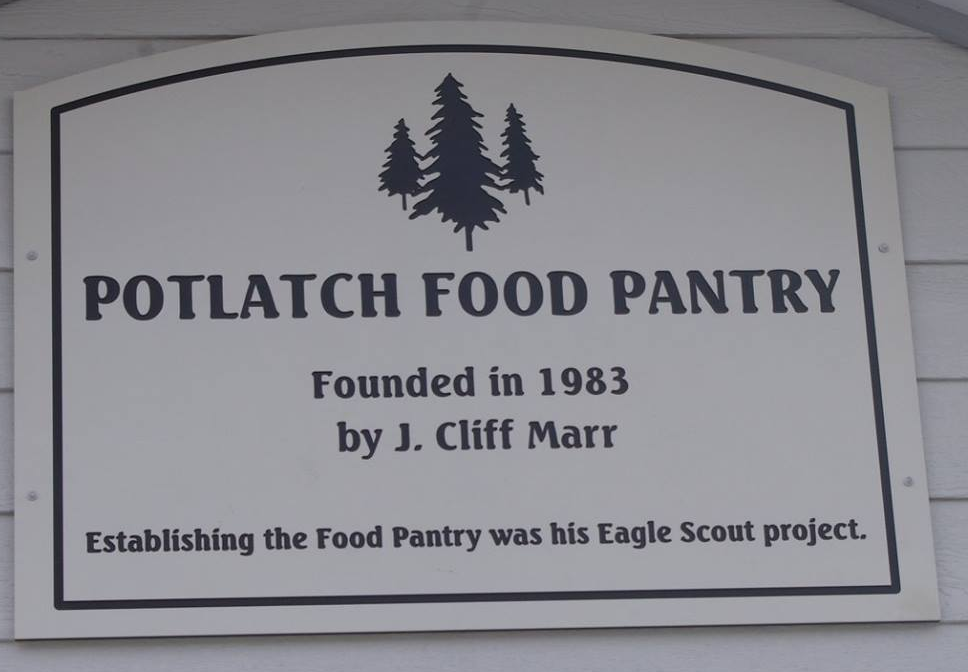 POTLATCH FOOD PANTRY
Founded in 1983
by J. Cliff Marr
Establishing the Food Pantry was his Eagle Scout project.